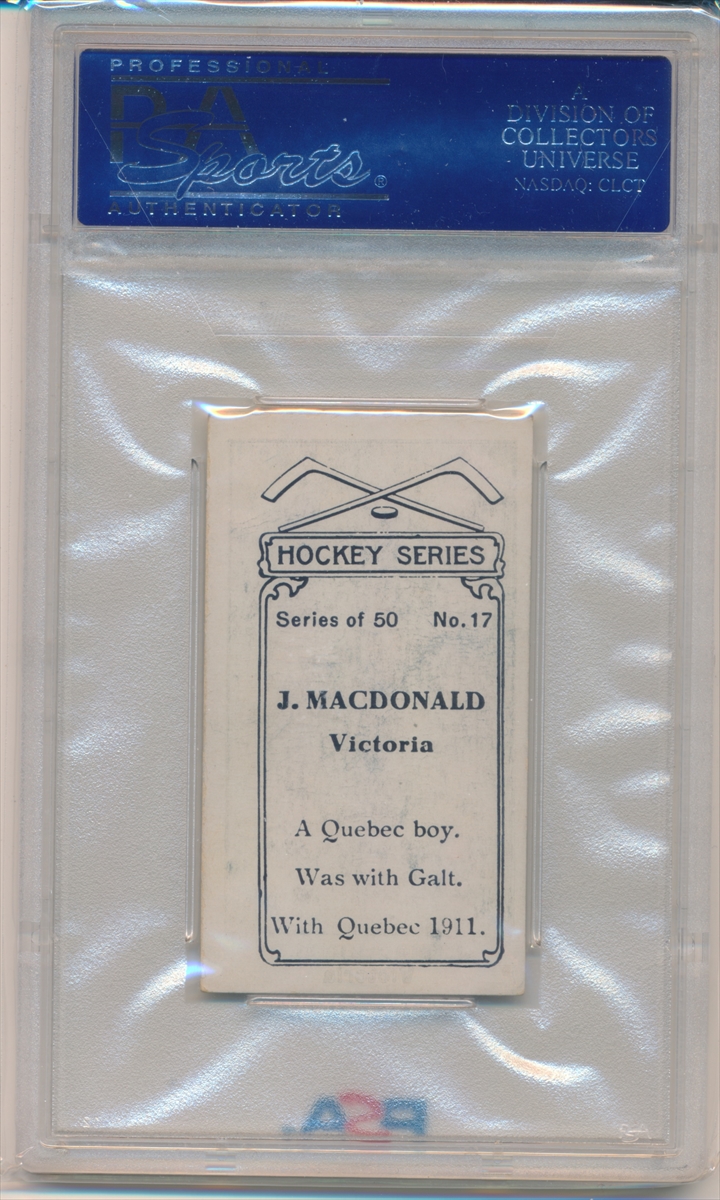 PROFESSIONAL
PSA
Sports®
AUTHENTICATOR
A
DIVISION OF
COLLECTORS
UNIVERSE
NASDAQ: CLCT
HOCKEY SERIES
Series of 50 No. 17
J. MACDONALD
Victoria
A Quebec boy.
Was with Galt.
With Quebec 1911.
PSA